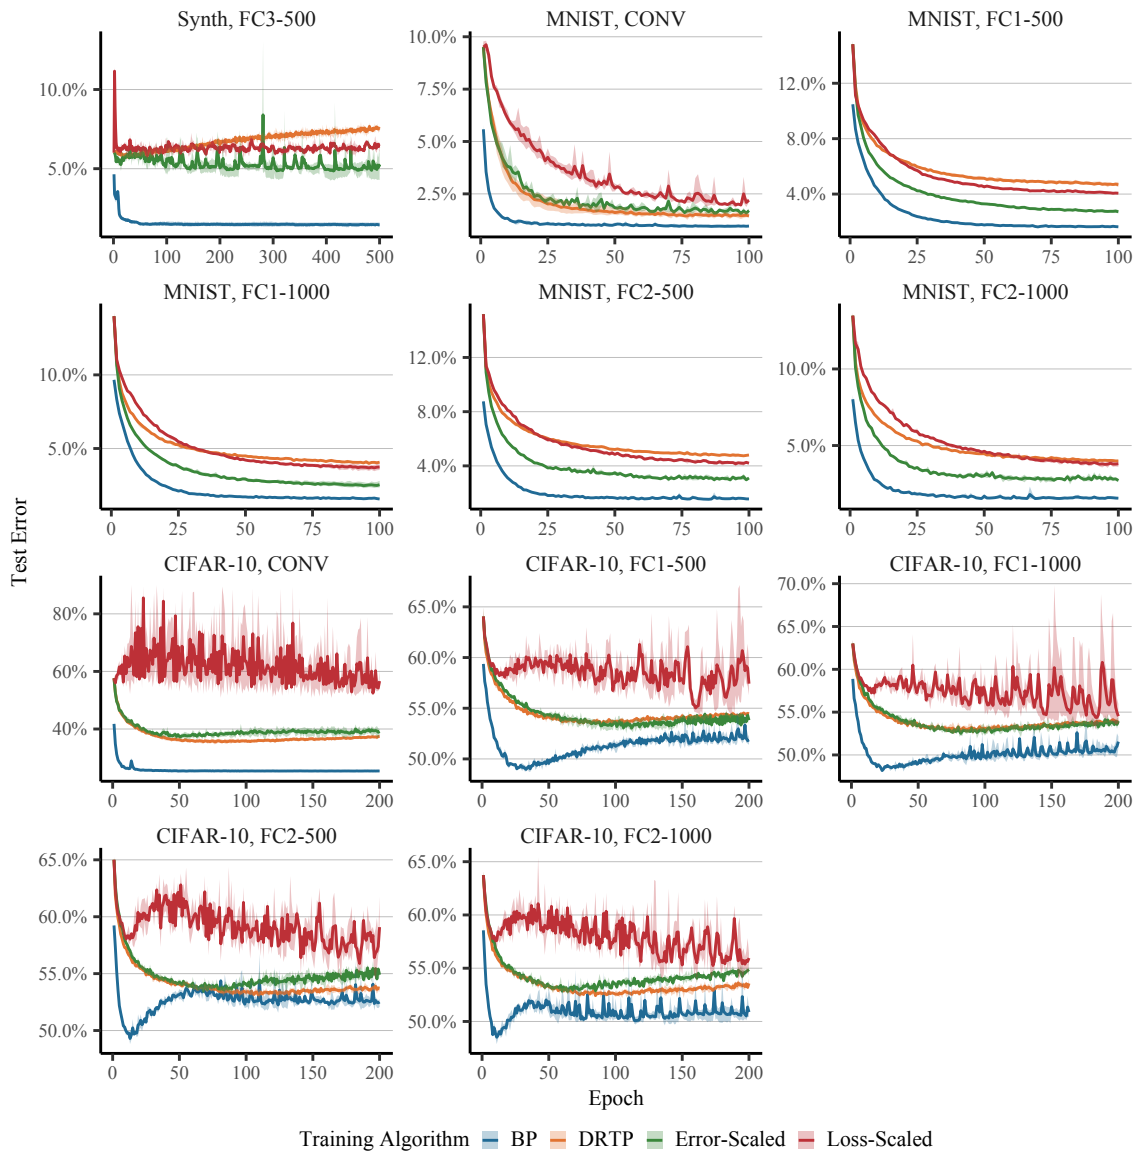 Synth, FC3-500
MNIST, CONV
MNIST, FC1-500
10.0%
5.0%
0 100 200 300 400 500
10.0%
7.5%
5.0%
2.5%
0 25 50 75 100
12.0%
8.0%
4.0%
0 25 50 75 100
MNIST, FC1-1000
MNIST, FC2-500
MNIST, FC2-1000
10.0%
5.0%
0 25 50 75 100
12.0%
8.0%
4.0%
0 25 50 75 100
10.0%
5.0%
0 25 50 75 100
Test Error
CIFAR-10, CONV
CIFAR-10, FC1-500
CIFAR-10, FC1-1000
80%
60%
40%
0 50 100 150 200
65.0%
60.0%
55.0%
50.0%
0 50 100 150 200
70.0%
65.0%
60.0%
55.0%
50.0%
0 50 100 150 200
CIFAR-10, FC2-500
CIFAR-10, FC2-1000
65.0%
60.0%
55.0%
50.0%
0 50 100 150 200
65.0%
60.0%
55.0%
50.0%
0 50 100 150 200
Epoch
Training Algorithm BP DRTP Error-Scaled Loss-Scaled